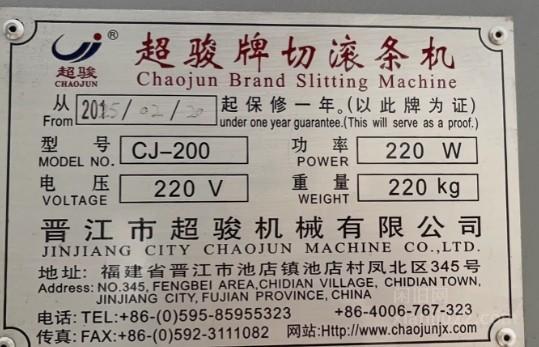 ® 超骏牌切滚条机
超骏 Chaojun Brand Slitting Machine
CHAOJUN
从 2015/02/20 起保修一年。(以此牌为证)
From under one year guarantee.(This will serve as a proof.)
型号 CJ-200 功率 220 W
MODEL NO. POWER
电压 220 V 重量 220 kg
VOLTAGE WEIGHT
晋江市超骏机械有限公司
JINJIANG CITY CHAOJUN MACHINE CO.,LTD.
地址: 福建省晋江市池店镇池店村凤北区345号
Address: NO.345, FENGBEI AREA,CHIDIAN VILLAGE, CHIDIAN TOWN,
JINJIANG CITY, FUJIAN PROVINCE, CHINA
电话: TEL:+86-(0)595-85955323 +86-4006-767-323
传真: FAX:+86-(0)592-3111082 网站:Http://www.chaojunjx.com/